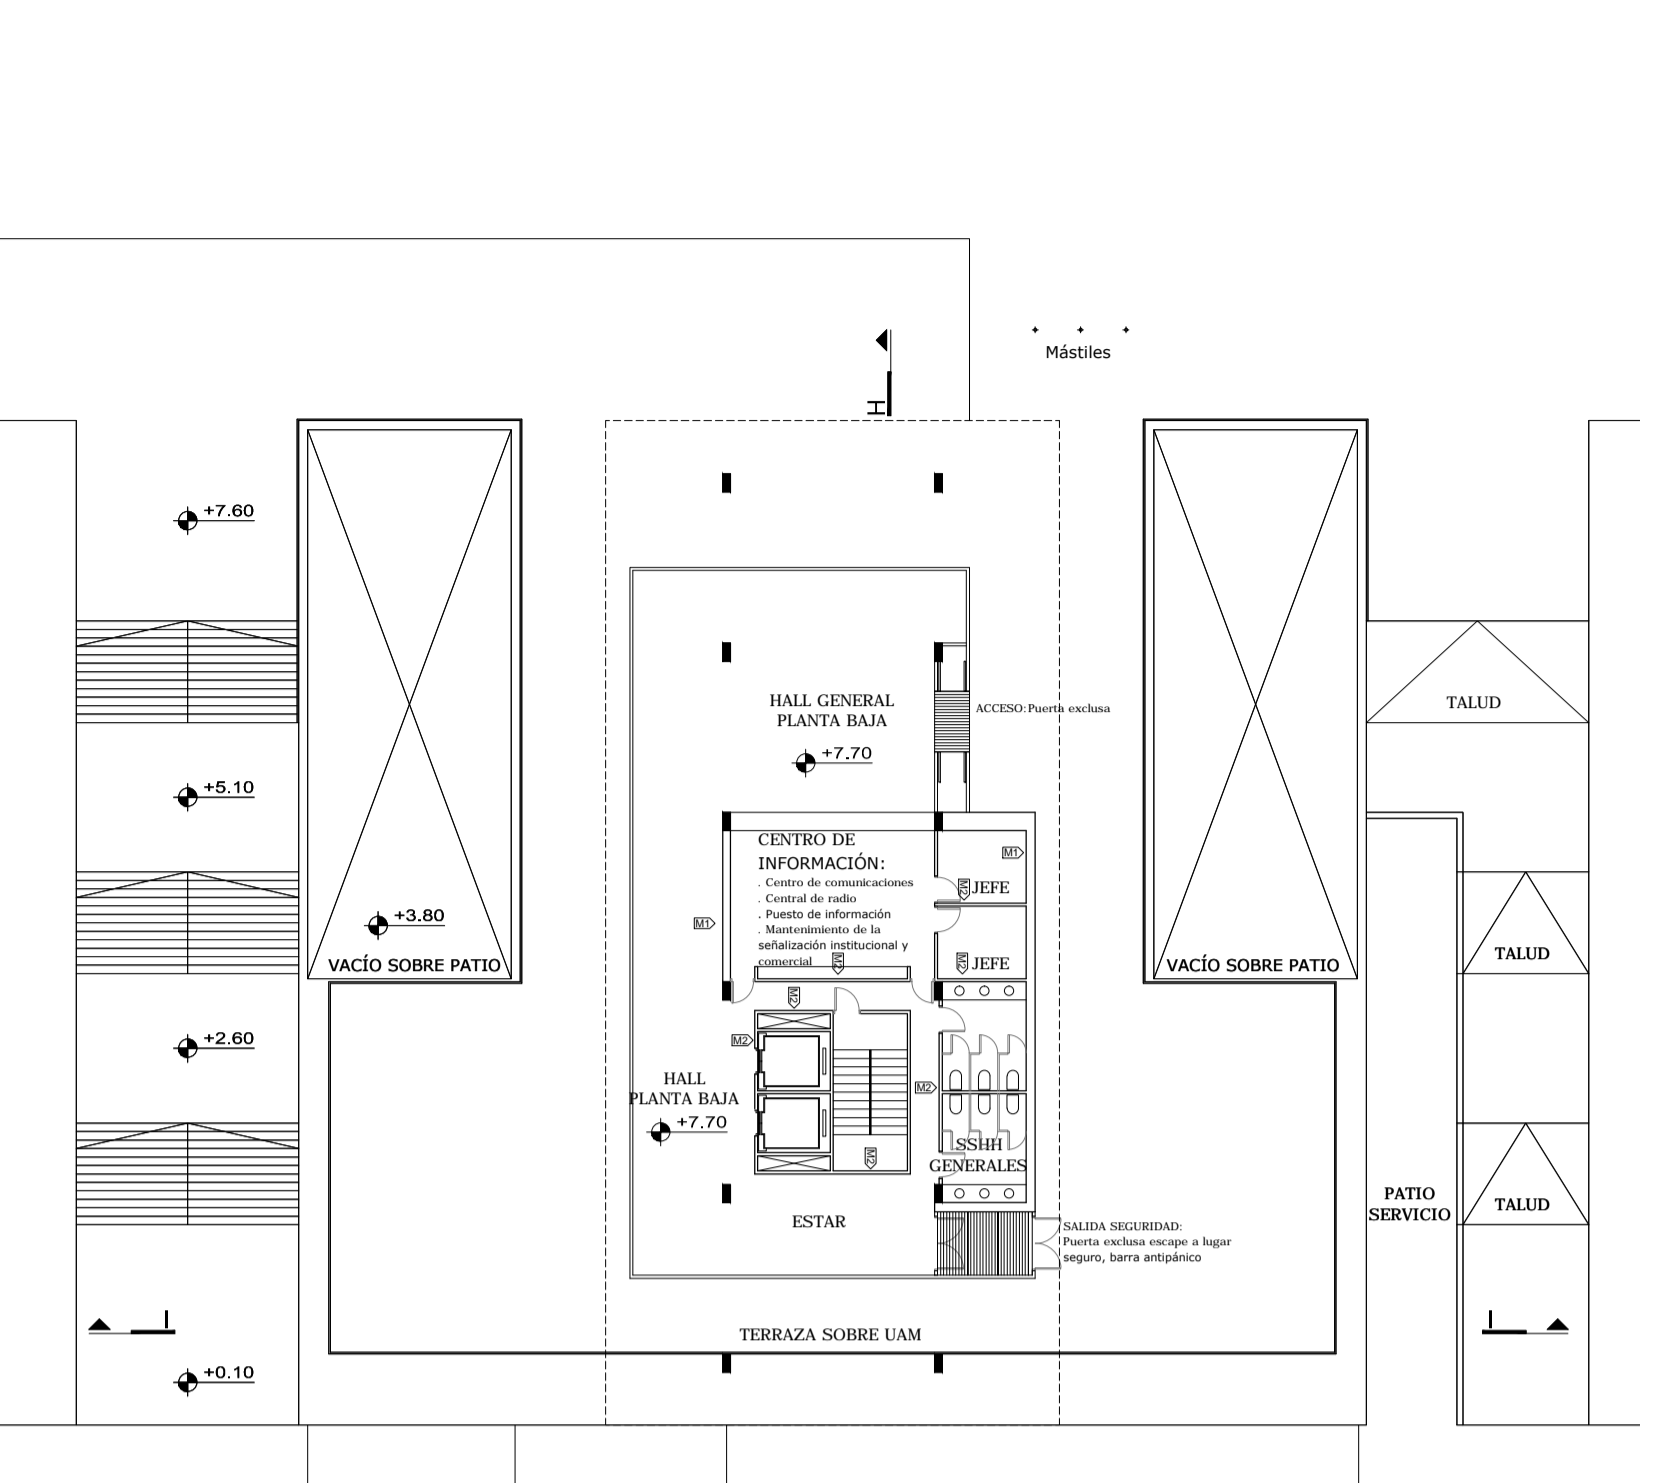 Mástiles
H
+7.60
HALL GENERAL
PLANTA BAJA
ACCESO:Puerta exclusa
TALUD
+7.70
+5.10
CENTRO DE
INFORMACIÓN:
. Centro de comunicaciones
. Central de radio
. Puesto de información
. Mantenimiento de la
señalización institucional y
comercial
M1
M1
M2
JEFE
M2
JEFE
M2
+3.80
VACÍO SOBRE PATIO
VACÍO SOBRE PATIO
TALUD
M2
M2
M2
M2
+2.60
HALL
PLANTA BAJA
+7.70
SSHH
GENERALES
ESTAR
SALIDA SEGURIDAD:
Puerta exclusa escape a lugar
seguro, barra antipánico
PATIO
SERVICIO
TALUD
I
I
TERRAZA SOBRE UAM
+0.10